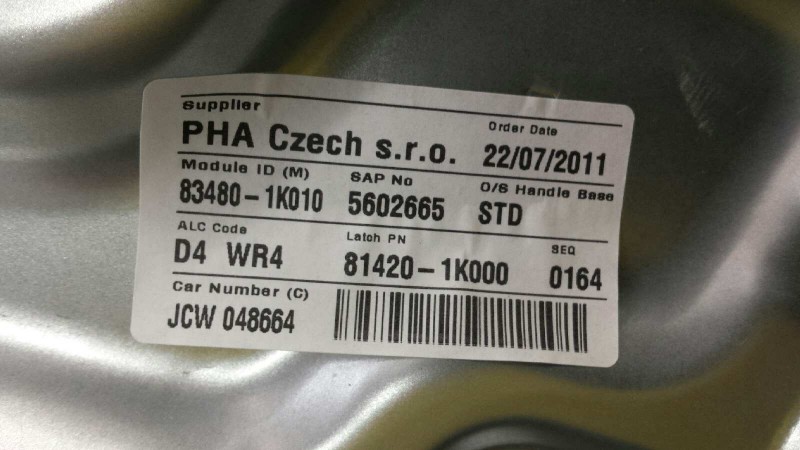 Supplier
Order Date
PHA Czech s.r.o.
22/07/2011
Module ID (M)
SAP No
O/S Handle Base
83480-1K010
5602665
STD
ALC Code
Latch PN
SEQ
D4 WR4
81420-1K000
0164
Car Number (C)
JCW 048664